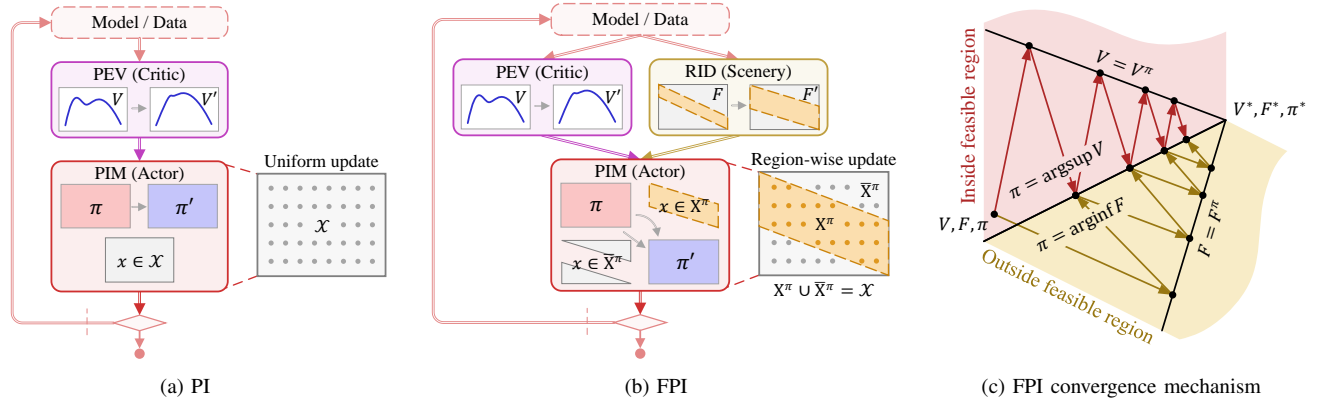 Model / Data
PEV (Critic)
V
V′
PIM (Actor)
π
π′
x ∈ 𝒳
Uniform update
𝒳
(a) PI
Model / Data
PEV (Critic)
V
V′
RID (Scenery)
F
F′
PIM (Actor)
π
x ∈ X^π
x ∈ X̄^π
π′
Region-wise update
X̄^π
X^π
X^π ∪ X̄^π = 𝒳
(b) FPI
Inside feasible region
V = V^π
V*, F*, π*
π = argsup V
V, F, π
π = arginf F
F = F^π
Outside feasible region
(c) FPI convergence mechanism